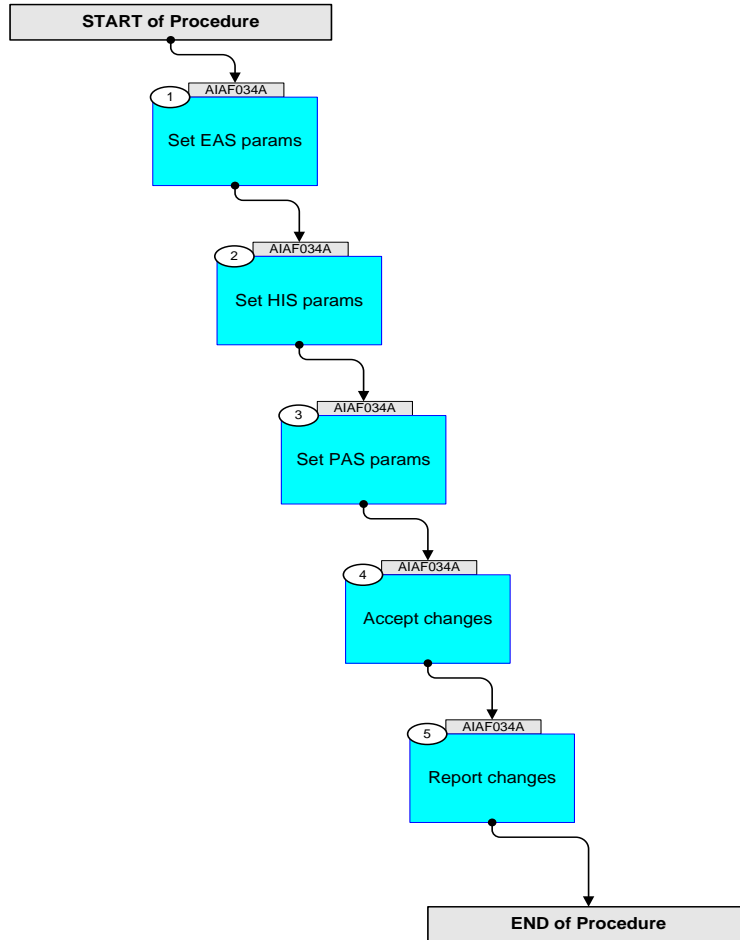 START of Procedure
AIAF034A
1
Set EAS params
AIAF034A
2
Set HIS params
AIAF034A
3
Set PAS params
AIAF034A
4
Accept changes
AIAF034A
5
Report changes
END of Procedure